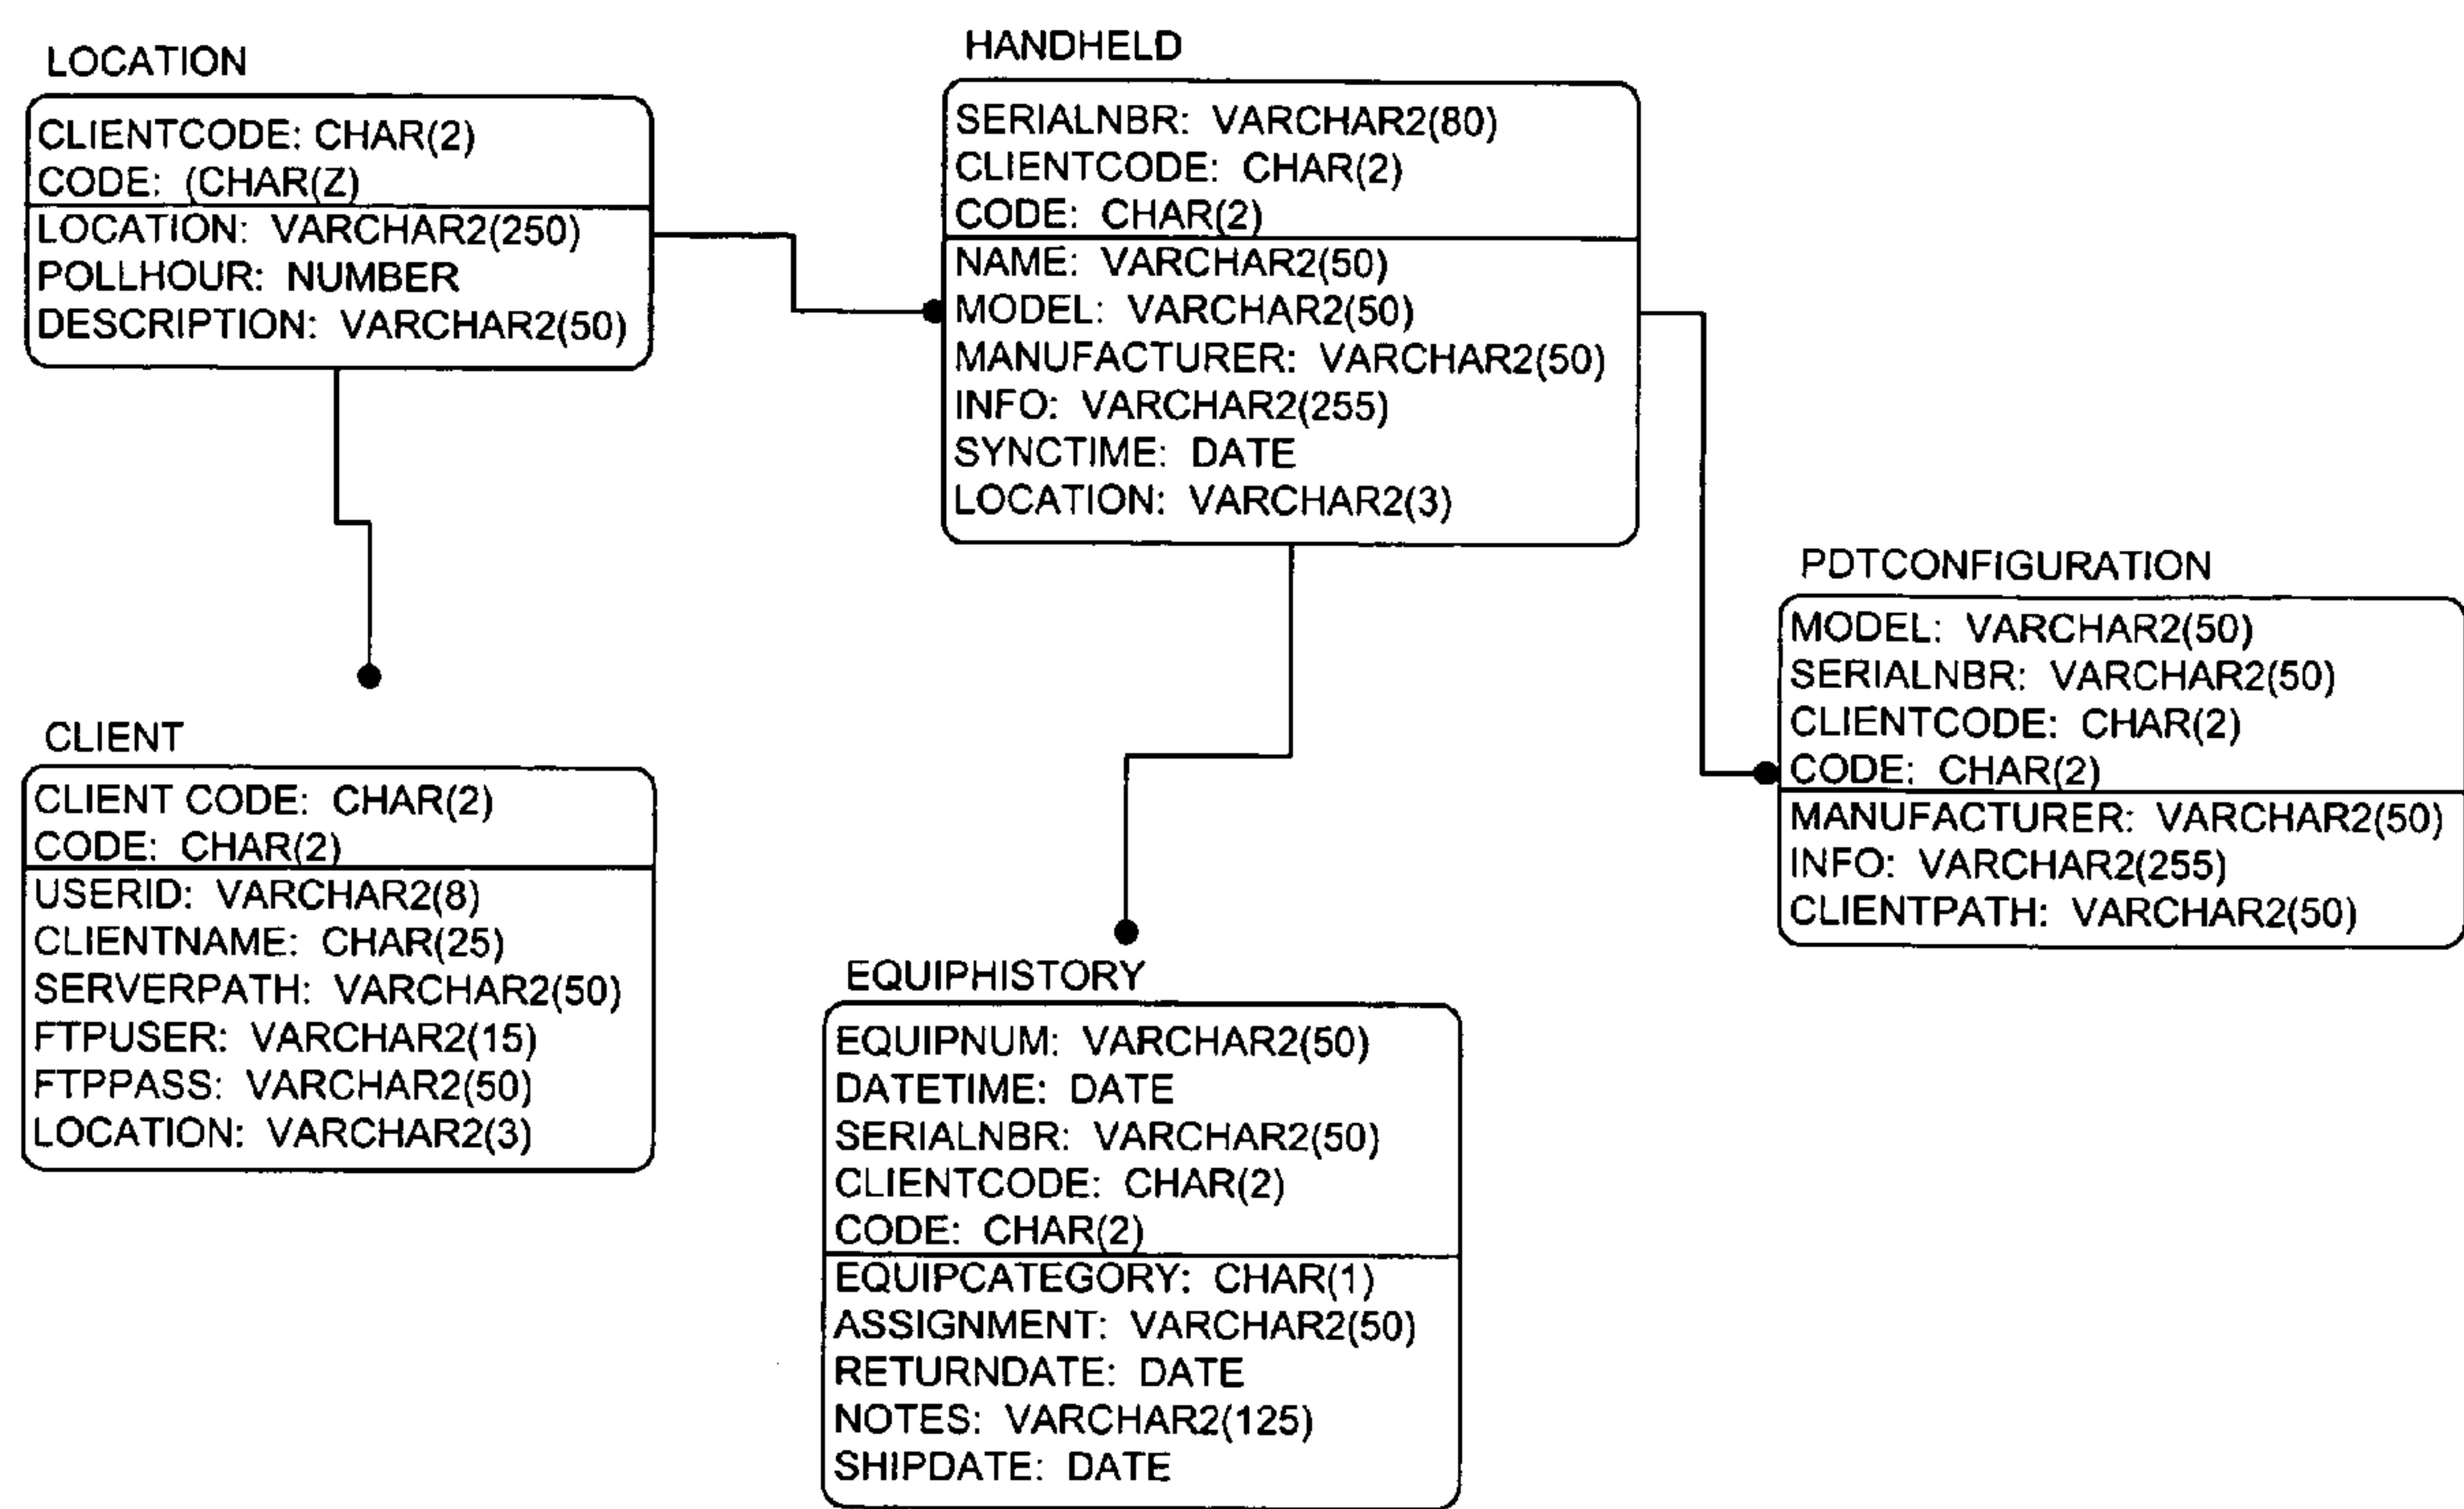 LOCATION
CLIENTCODE: CHAR(2)
CODE: (CHAR(Z)
LOCATION: VARCHAR2(250)
POLLHOUR: NUMBER
DESCRIPTION: VARCHAR2(50)
HANDHELD
SERIALNBR: VARCHAR2(80)
CLIENTCODE: CHAR(2)
CODE: CHAR(2)
NAME: VARCHAR2(50)
MODEL: VARCHAR2(50)
MANUFACTURER: VARCHAR2(50)
INFO: VARCHAR2(255)
SYNCTIME: DATE
LOCATION: VARCHAR2(3)
PDTCONFIGURATION
MODEL: VARCHAR2(50)
SERIALNBR: VARCHAR2(50)
CLIENTCODE: CHAR(2)
CODE: CHAR(2)
MANUFACTURER: VARCHAR2(50)
INFO: VARCHAR2(255)
CLIENTPATH: VARCHAR2(50)
CLIENT
CLIENT CODE: CHAR(2)
CODE: CHAR(2)
USERID: VARCHAR2(8)
CLIENTNAME: CHAR(25)
SERVERPATH: VARCHAR2(50)
FTPUSER: VARCHAR2(15)
FTPPASS: VARCHAR2(50)
LOCATION: VARCHAR2(3)
EQUIPHISTORY
EQUIPNUM: VARCHAR2(50)
DATETIME: DATE
SERIALNBR: VARCHAR2(50)
CLIENTCODE: CHAR(2)
CODE: CHAR(2)
EQUIPCATEGORY: CHAR(1)
ASSIGNMENT: VARCHAR2(50)
RETURNDATE: DATE
NOTES: VARCHAR2(125)
SHIPDATE: DATE